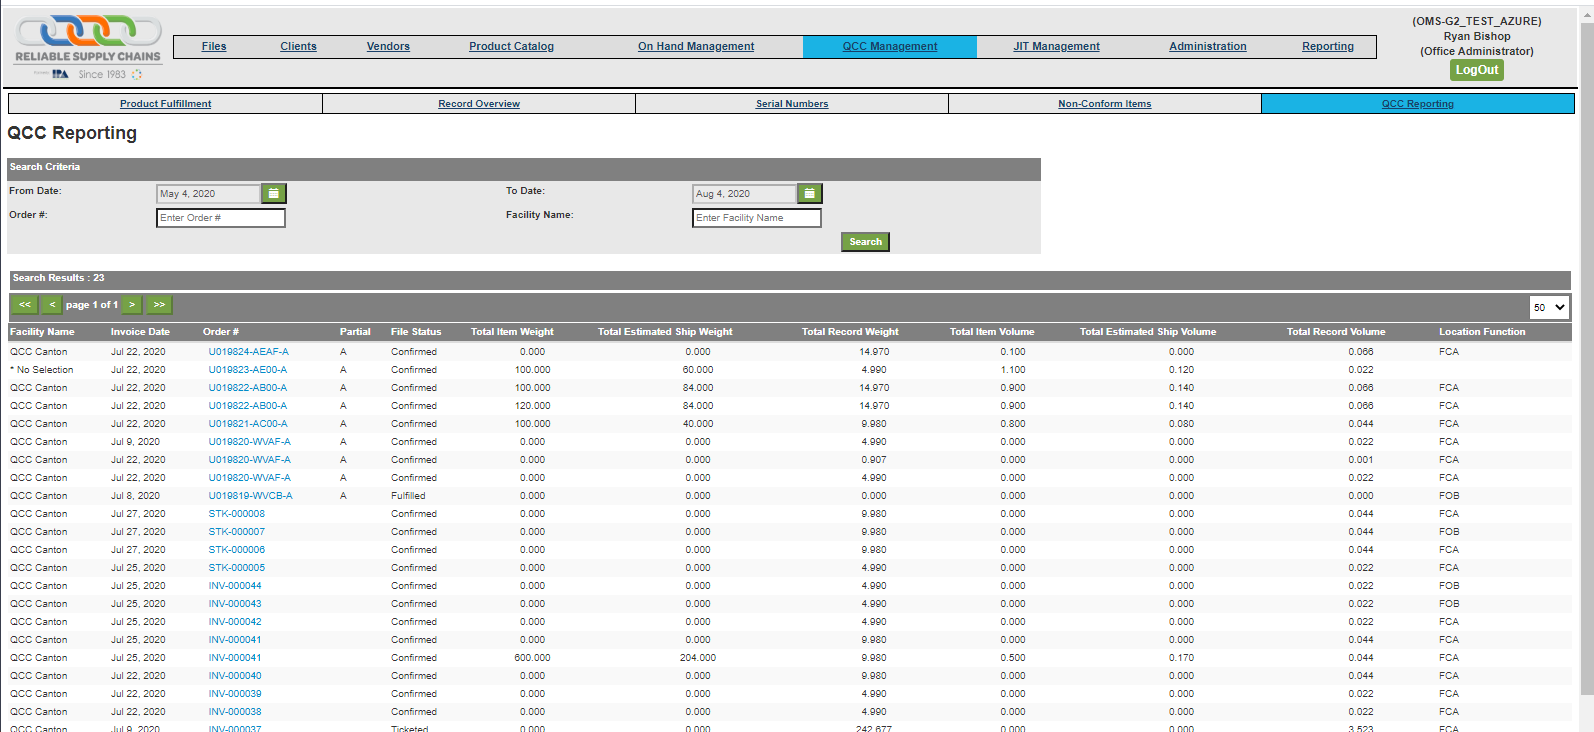 (OMS-G2_TEST_AZURE)
Ryan Bishop
(Office Administrator)
LogOut
RELIABLE SUPPLY CHAINS
IPA Since 1983
Files Clients Vendors Product Catalog On Hand Management QCC Management JIT Management Administration Reporting
Product Fulfillment Record Overview Serial Numbers Non-Conform Items QCC Reporting
QCC Reporting
Search Criteria
From Date: May 4, 2020 To Date: Aug 4, 2020
Order #: Enter Order # Facility Name: Enter Facility Name
Search
Search Results : 23
<< < page 1 of 1 > >> 50
Facility Name Invoice Date Order # Partial File Status Total Item Weight Total Estimated Ship Weight Total Record Weight Total Item Volume Total Estimated Ship Volume Total Record Volume Location Function
QCC Canton Jul 22, 2020 U019824-AEAF-A A Confirmed 0.000 0.000 14.970 0.100 0.000 0.066 FCA
* No Selection Jul 22, 2020 U019823-AE00-A A Confirmed 100.000 60.000 4.990 1.100 0.120 0.022
QCC Canton Jul 22, 2020 U019822-AB00-A A Confirmed 100.000 84.000 14.970 0.900 0.140 0.066 FCA
QCC Canton Jul 22, 2020 U019822-AB00-A A Confirmed 120.000 84.000 14.970 0.900 0.140 0.066 FCA
QCC Canton Jul 22, 2020 U019821-AC00-A A Confirmed 100.000 40.000 9.980 0.800 0.080 0.044 FCA
QCC Canton Jul 9, 2020 U019820-WVAF-A A Confirmed 0.000 0.000 4.990 0.000 0.000 0.022 FCA
QCC Canton Jul 22, 2020 U019820-WVAF-A A Confirmed 0.000 0.000 0.907 0.000 0.000 0.001 FCA
QCC Canton Jul 22, 2020 U019820-WVAF-A A Confirmed 0.000 0.000 4.990 0.000 0.000 0.022 FCA
QCC Canton Jul 8, 2020 U019819-WVCB-A A Fulfilled 0.000 0.000 0.000 0.000 0.000 0.000 FOB
QCC Canton Jul 27, 2020 STK-000008 Confirmed 0.000 0.000 9.980 0.000 0.000 0.044 FCA
QCC Canton Jul 27, 2020 STK-000007 Confirmed 0.000 0.000 9.980 0.000 0.000 0.044 FOB
QCC Canton Jul 27, 2020 STK-000006 Confirmed 0.000 0.000 9.980 0.000 0.000 0.044 FCA
QCC Canton Jul 25, 2020 STK-000005 Confirmed 0.000 0.000 4.990 0.000 0.000 0.022 FCA
QCC Canton Jul 25, 2020 INV-000044 Confirmed 0.000 0.000 4.990 0.000 0.000 0.022 FOB
QCC Canton Jul 25, 2020 INV-000043 Confirmed 0.000 0.000 4.990 0.000 0.000 0.022 FOB
QCC Canton Jul 25, 2020 INV-000042 Confirmed 0.000 0.000 4.990 0.000 0.000 0.022 FCA
QCC Canton Jul 25, 2020 INV-000041 Confirmed 0.000 0.000 9.980 0.000 0.000 0.044 FCA
QCC Canton Jul 25, 2020 INV-000041 Confirmed 600.000 204.000 9.980 0.500 0.170 0.044 FCA
QCC Canton Jul 22, 2020 INV-000040 Confirmed 0.000 0.000 9.980 0.000 0.000 0.044 FCA
QCC Canton Jul 22, 2020 INV-000039 Confirmed 0.000 0.000 4.990 0.000 0.000 0.022 FCA
QCC Canton Jul 22, 2020 INV-000038 Confirmed 0.000 0.000 4.990 0.000 0.000 0.022 FCA
QCC Canton Jul 9, 2020 INV-000037 Ticketed 0.000 0.000 242.677 0.000 0.000 3.523 FCA